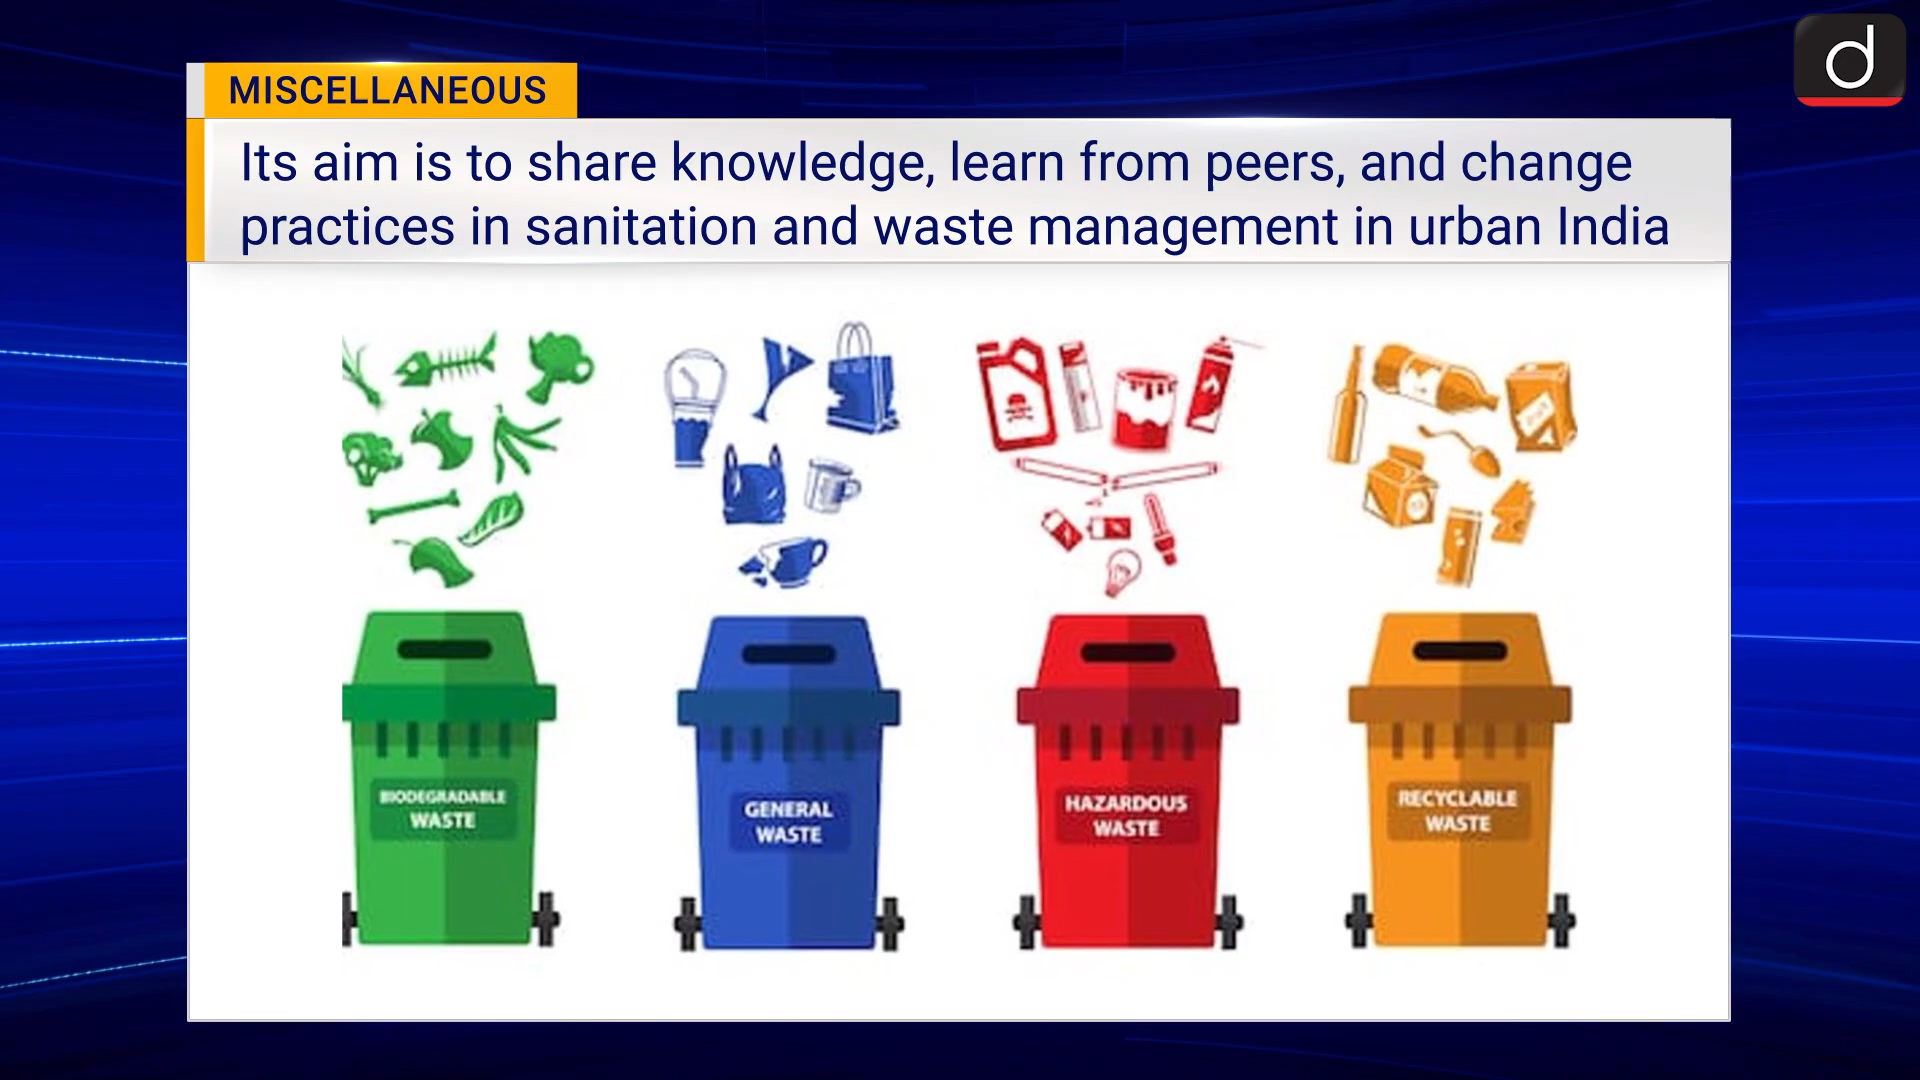 d
MISCELLANEOUS
Its aim is to share knowledge, learn from peers, and change
practices in sanitation and waste management in urban India
BIODEGRADABLE
WASTE
GENERAL
WASTE
HAZARDOUS
WASTE
RECYCLABLE
WASTE